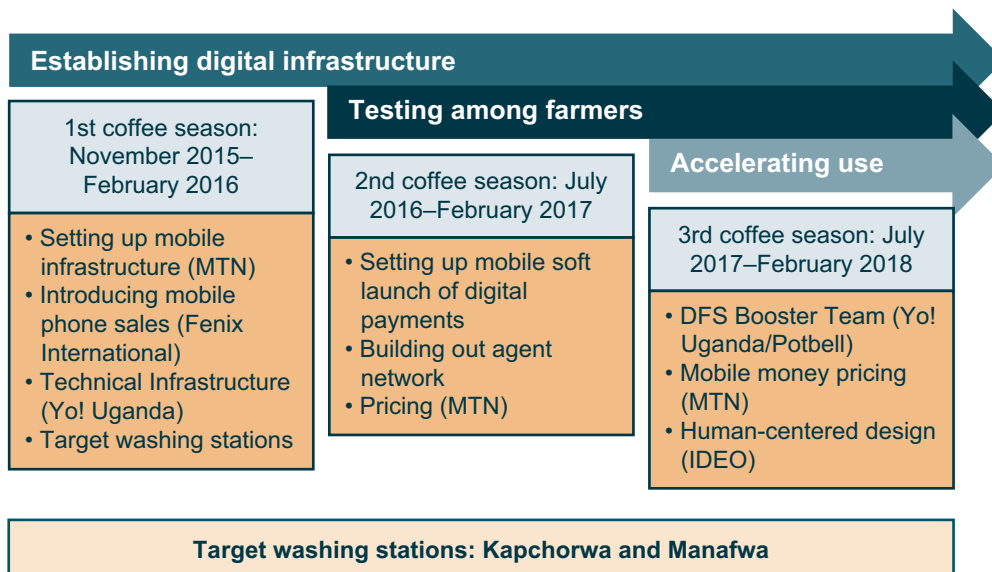 Establishing digital infrastructure
Testing among farmers
Accelerating use
1st coffee season:
November 2015–
February 2016
• Setting up mobile
infrastructure (MTN)
• Introducing mobile
phone sales (Fenix
International)
• Technical Infrastructure
(Yo! Uganda)
• Target washing stations
2nd coffee season: July
2016–February 2017
• Setting up mobile soft
launch of digital
payments
• Building out agent
network
• Pricing (MTN)
3rd coffee season: July
2017–February 2018
• DFS Booster Team (Yo!
Uganda/Potbell)
• Mobile money pricing
(MTN)
• Human-centered design
(IDEO)
Target washing stations: Kapchorwa and Manafwa